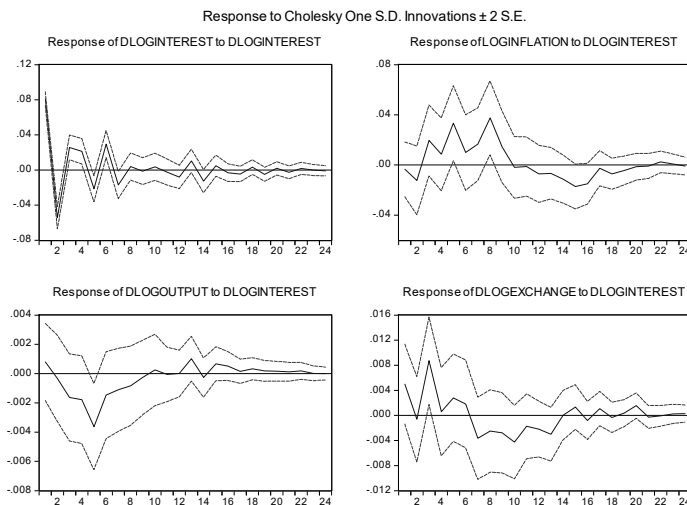 Response to Cholesky One S.D. Innovations ± 2 S.E.
Response of DLOGINTEREST to DLOGINTEREST
.12
.08
.04
.00
-.04
-.08
2 4 6 8 10 12 14 16 18 20 22 24
Response of LOGINFLATION to DLOGINTEREST
.08
.04
.00
-.04
2 4 6 8 10 12 14 16 18 20 22 24
Response of DLOGOUTPUT to DLOGINTEREST
.004
.002
.000
-.002
-.004
-.006
-.008
2 4 6 8 10 12 14 16 18 20 22 24
Response of DLOGEXCHANGE to DLOGINTEREST
.016
.012
.008
.004
.000
-.004
-.008
-.012
2 4 6 8 10 12 14 16 18 20 22 24